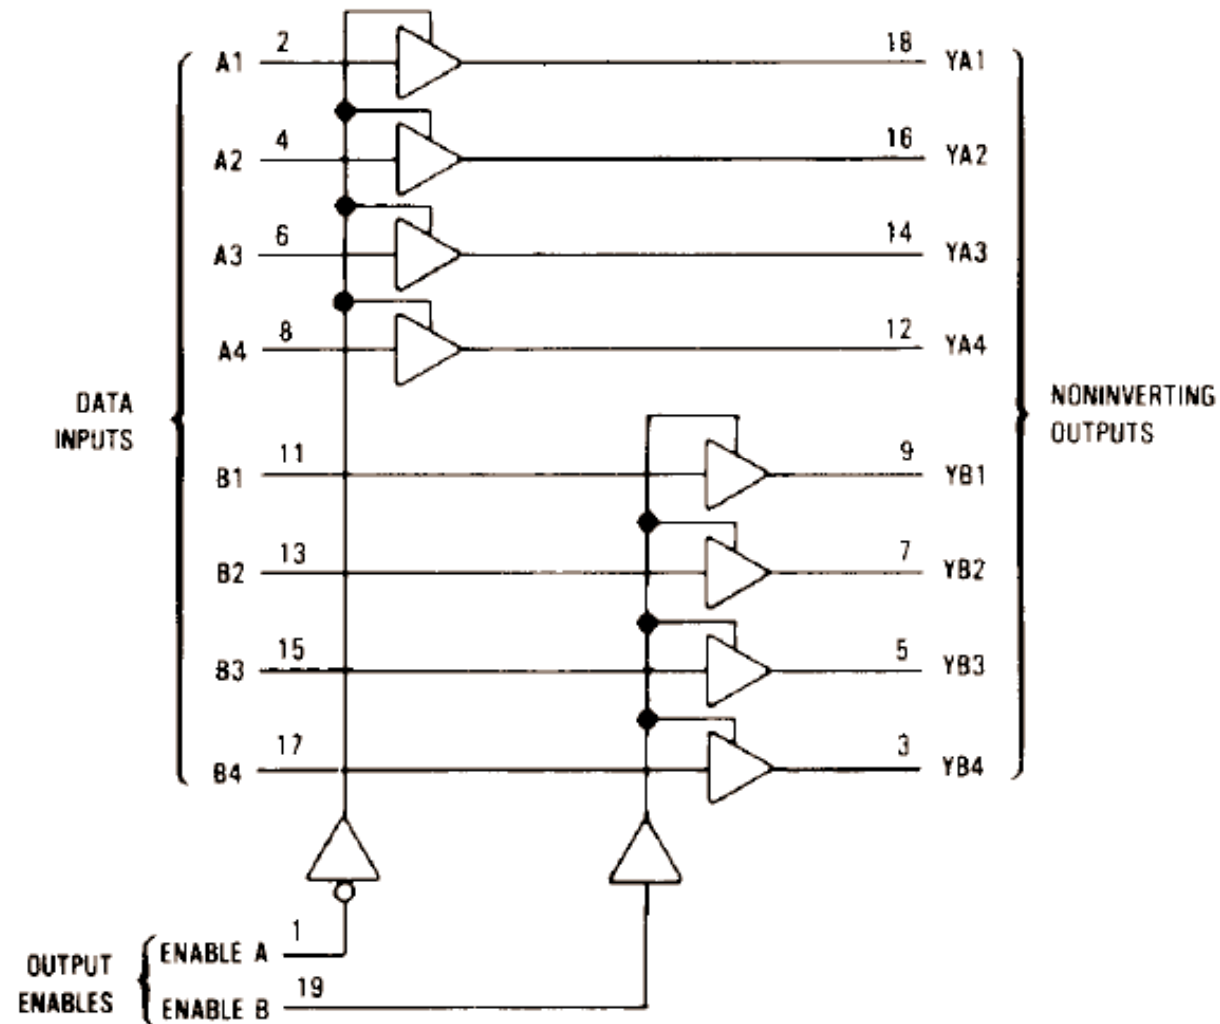 A1 2 18 YA1
A2 4 16 YA2
A3 6 14 YA3
A4 8 12 YA4
DATA
INPUTS
NONINVERTING
OUTPUTS
B1 11 9 YB1
B2 13 7 YB2
B3 15 5 YB3
B4 17 3 YB4
OUTPUT
ENABLES
ENABLE A 1
ENABLE B 19